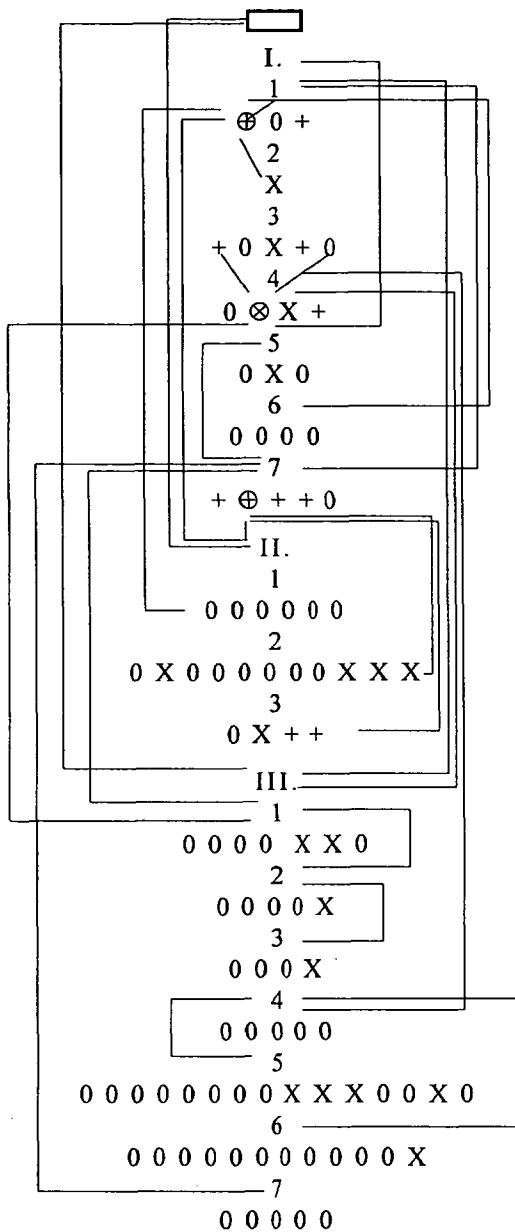 I.
1
⊕ 0 +
2
X
3
+ 0 X + 0
4
0 ⊗ X +
5
0 X 0
6
0 0 0 0
7
+ ⊕ + + 0
II.
1
0 0 0 0 0 0
2
0 X 0 0 0 0 0 0 X X X
3
0 X + +
III.
1
0 0 0 0 X X 0
2
0 0 0 0 X
3
0 0 0 X
4
0 0 0 0 0
5
0 0 0 0 0 0 0 0 0 X X X 0 0 X 0
6
0 0 0 0 0 0 0 0 0 0 0 X
7
0 0 0 0 0